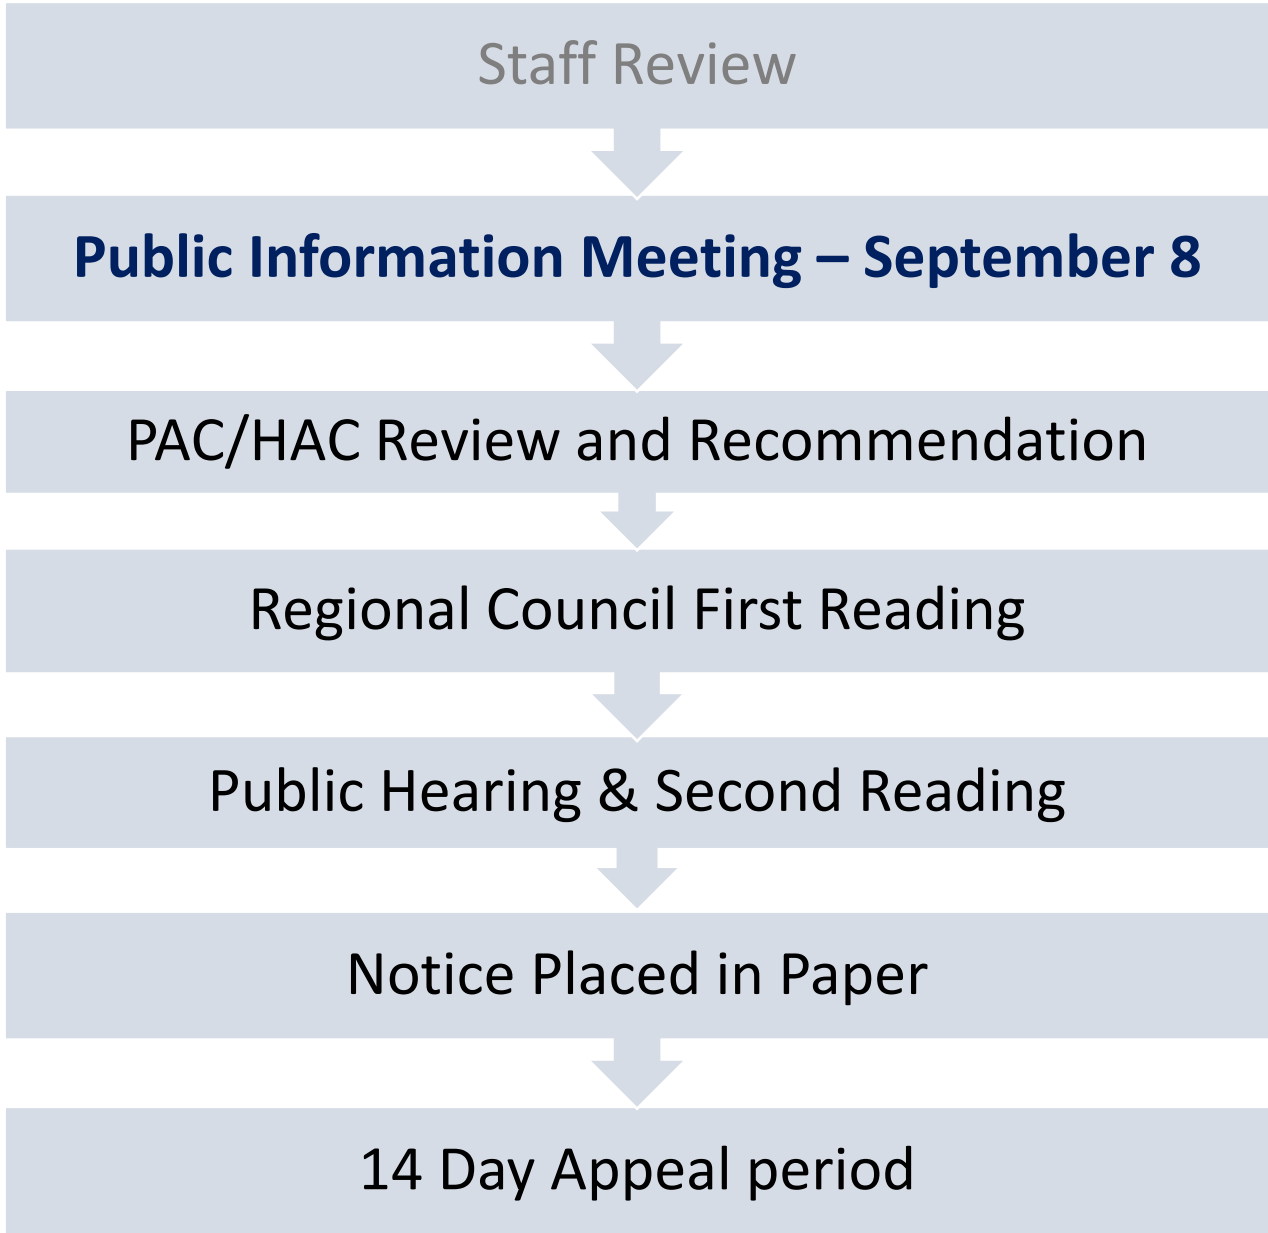 Staff Review
Public Information Meeting – September 8
PAC/HAC Review and Recommendation
Regional Council First Reading
Public Hearing & Second Reading
Notice Placed in Paper
14 Day Appeal period